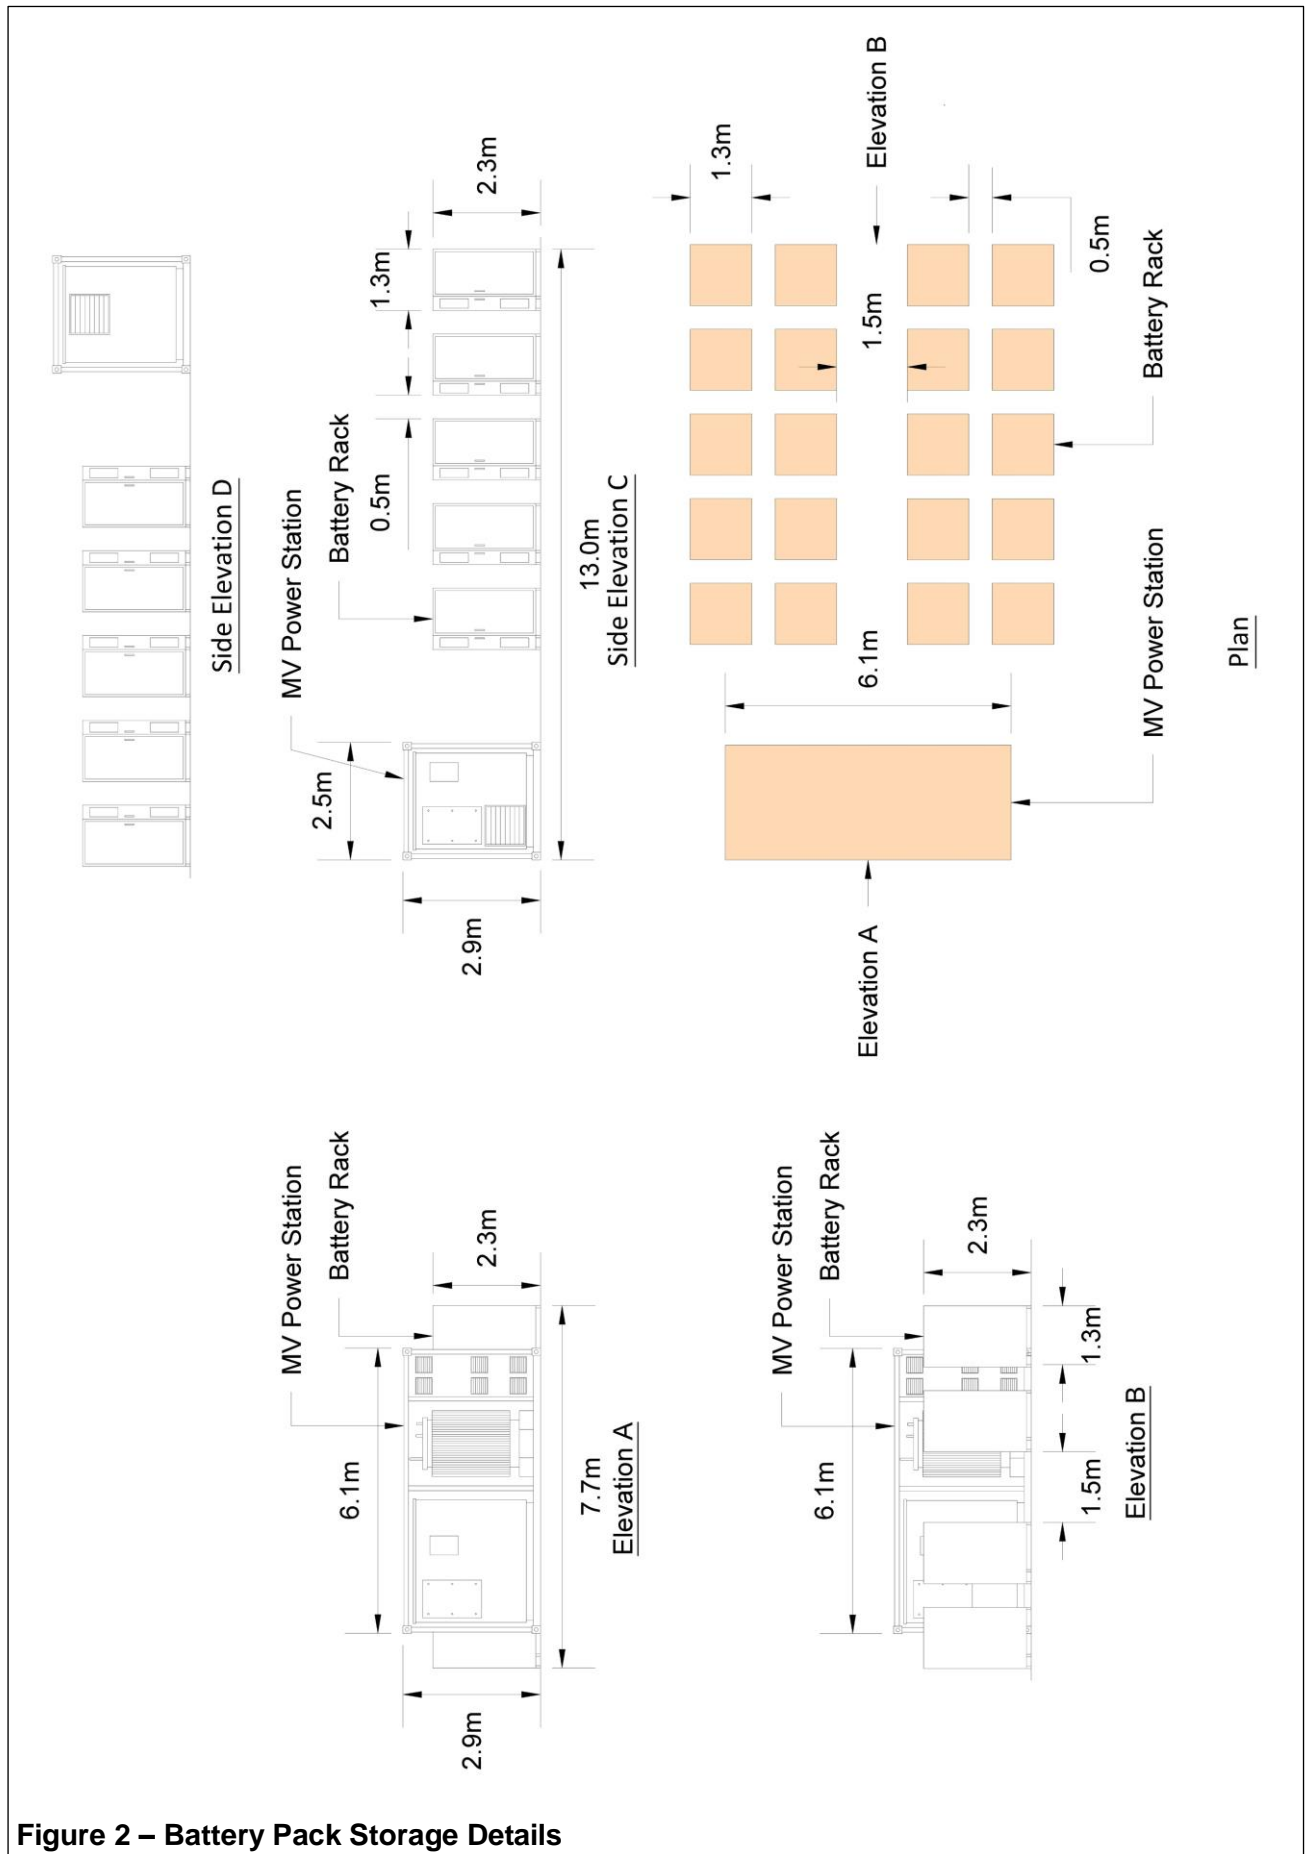 Side Elevation D
MV Power Station
Battery Rack
2.5m
2.9m
0.5m
1.3m
2.3m
13.0m
Side Elevation C
Elevation A
6.1m
1.5m
1.3m
Elevation B
0.5m
Battery Rack
MV Power Station
Plan
MV Power Station
Battery Rack
6.1m
2.9m
2.3m
7.7m
Elevation A
MV Power Station
Battery Rack
6.1m
2.3m
1.5m
1.3m
Elevation B
Figure 2 – Battery Pack Storage Details